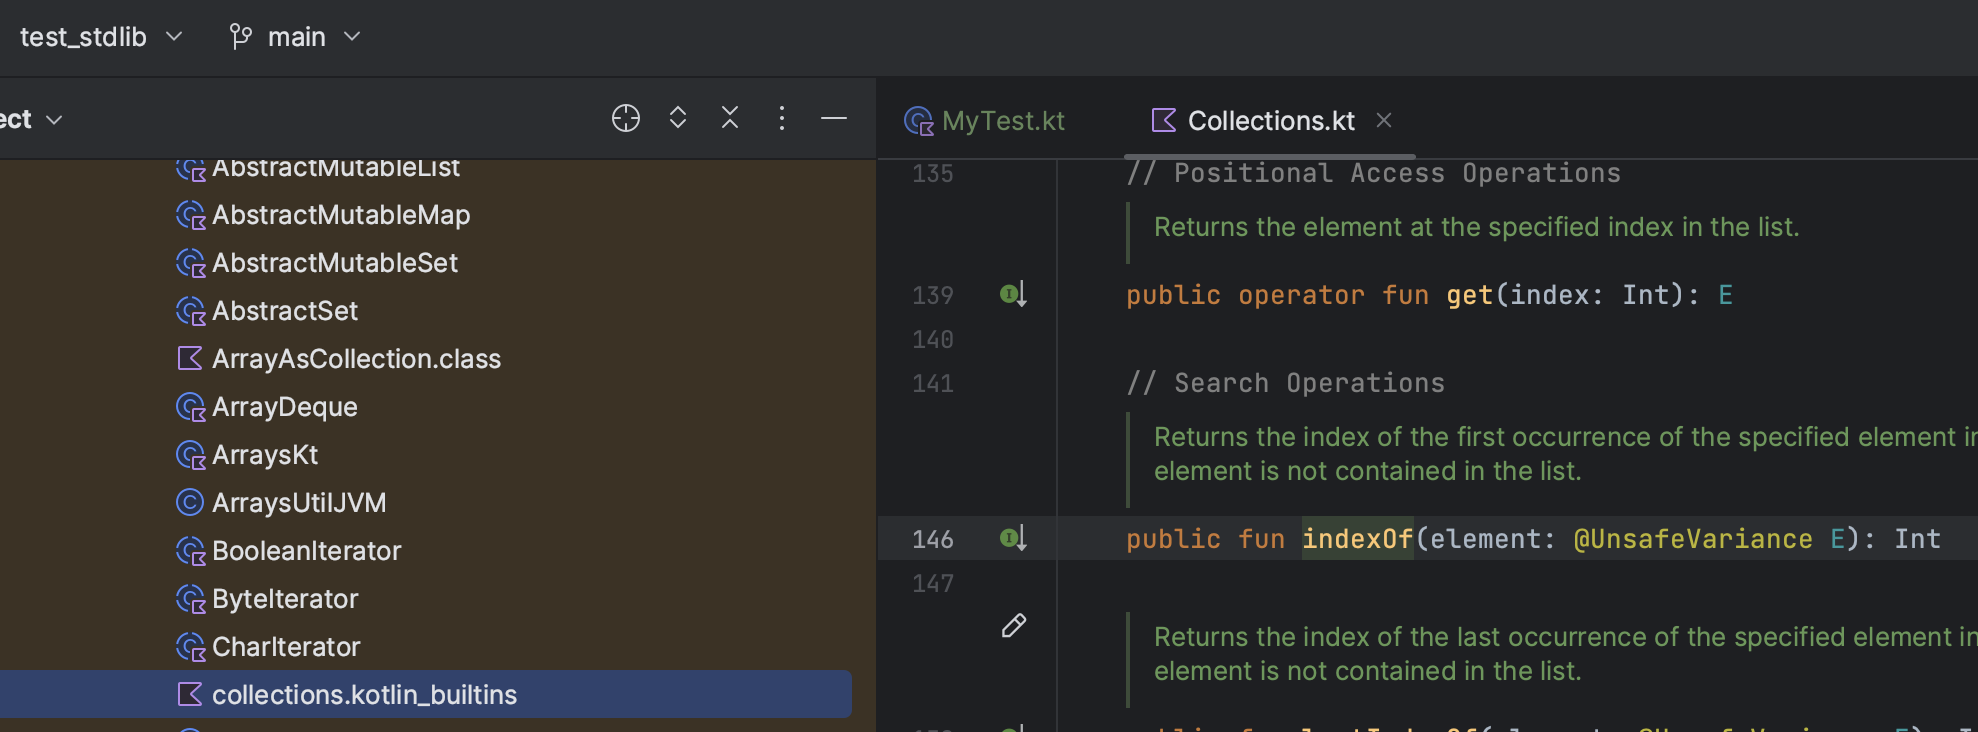 test_stdlib main
ect
AbstractMutableList
AbstractMutableMap
AbstractMutableSet
AbstractSet
ArrayAsCollection.class
ArrayDeque
ArraysKt
ArraysUtilJVM
BooleanIterator
ByteIterator
CharIterator
collections.kotlin_builtins
MyTest.kt Collections.kt
135 // Positional Access Operations
Returns the element at the specified index in the list.
139 public operator fun get(index: Int): E
140
141 // Search Operations
Returns the index of the first occurrence of the specified element in
element is not contained in the list.
146 public fun indexOf(element: @UnsafeVariance E): Int
147
Returns the index of the last occurrence of the specified element in
element is not contained in the list.